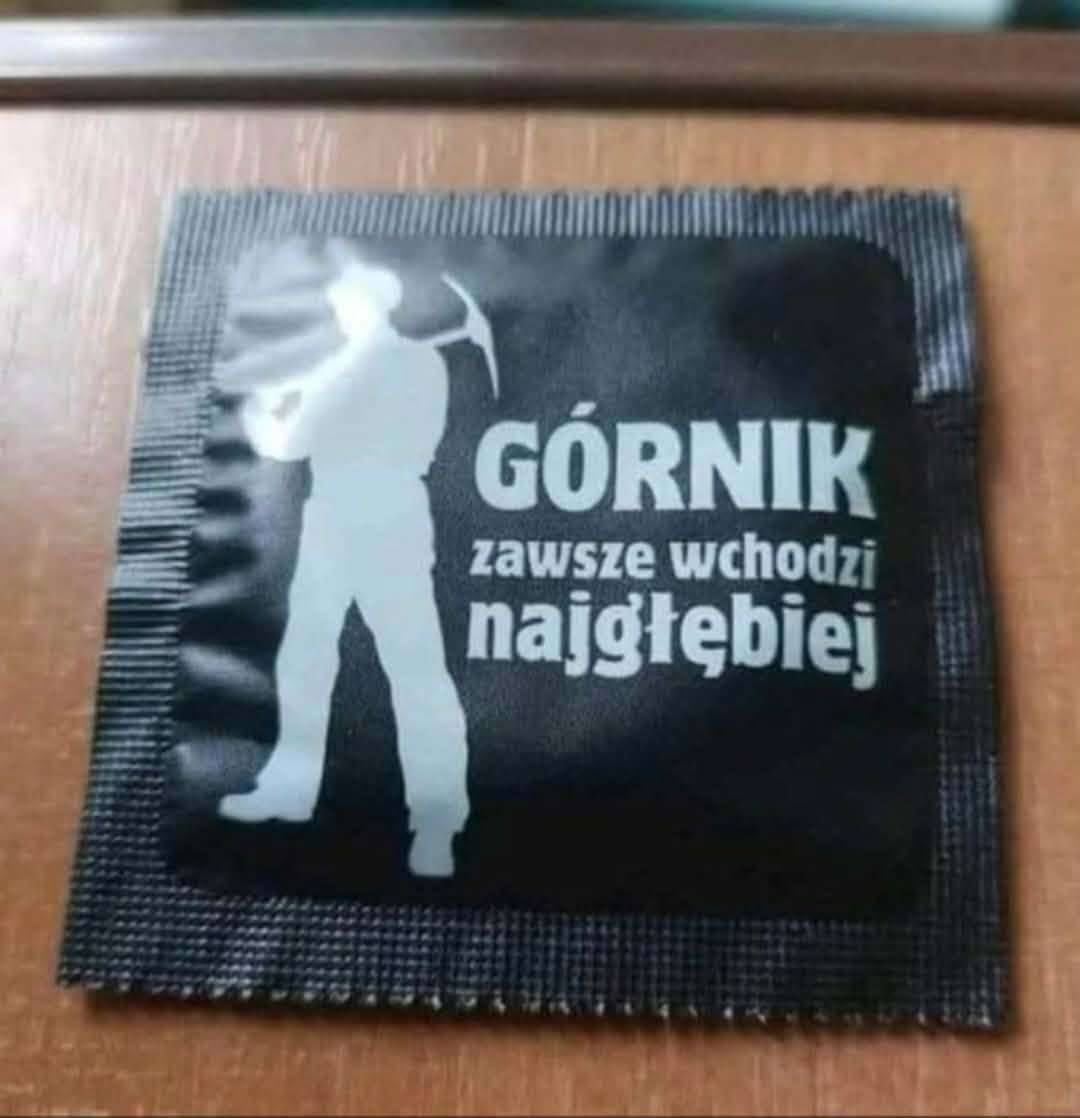 GÓRNIK
zawsze wchodzi
najgłębiej